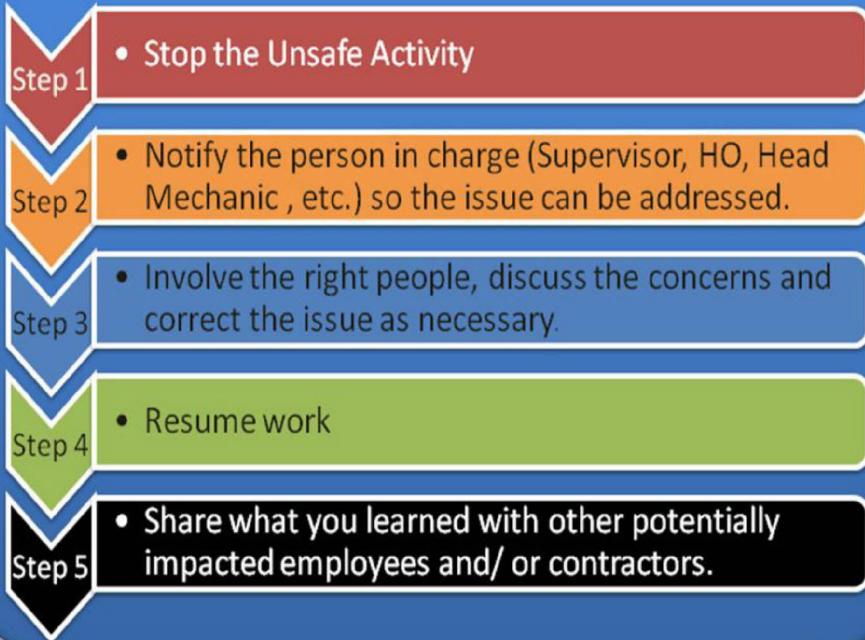 Step 1
• Stop the Unsafe Activity
Step 2
• Notify the person in charge (Supervisor, HO, Head
Mechanic , etc.) so the issue can be addressed.
Step 3
• Involve the right people, discuss the concerns and
correct the issue as necessary.
Step 4
• Resume work
Step 5
• Share what you learned with other potentially
impacted employees and/ or contractors.